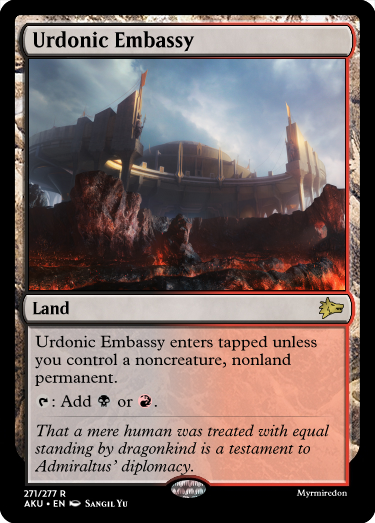 Urdonic Embassy
Land
Urdonic Embassy enters tapped unless
you control a noncreature, nonland
permanent.
: Add or .
That a mere human was treated with equal
standing by dragonkind is a testament to
Admiraltus' diplomacy.
271/277 R
Myrmiredon
AKU • EN Sangil Yu